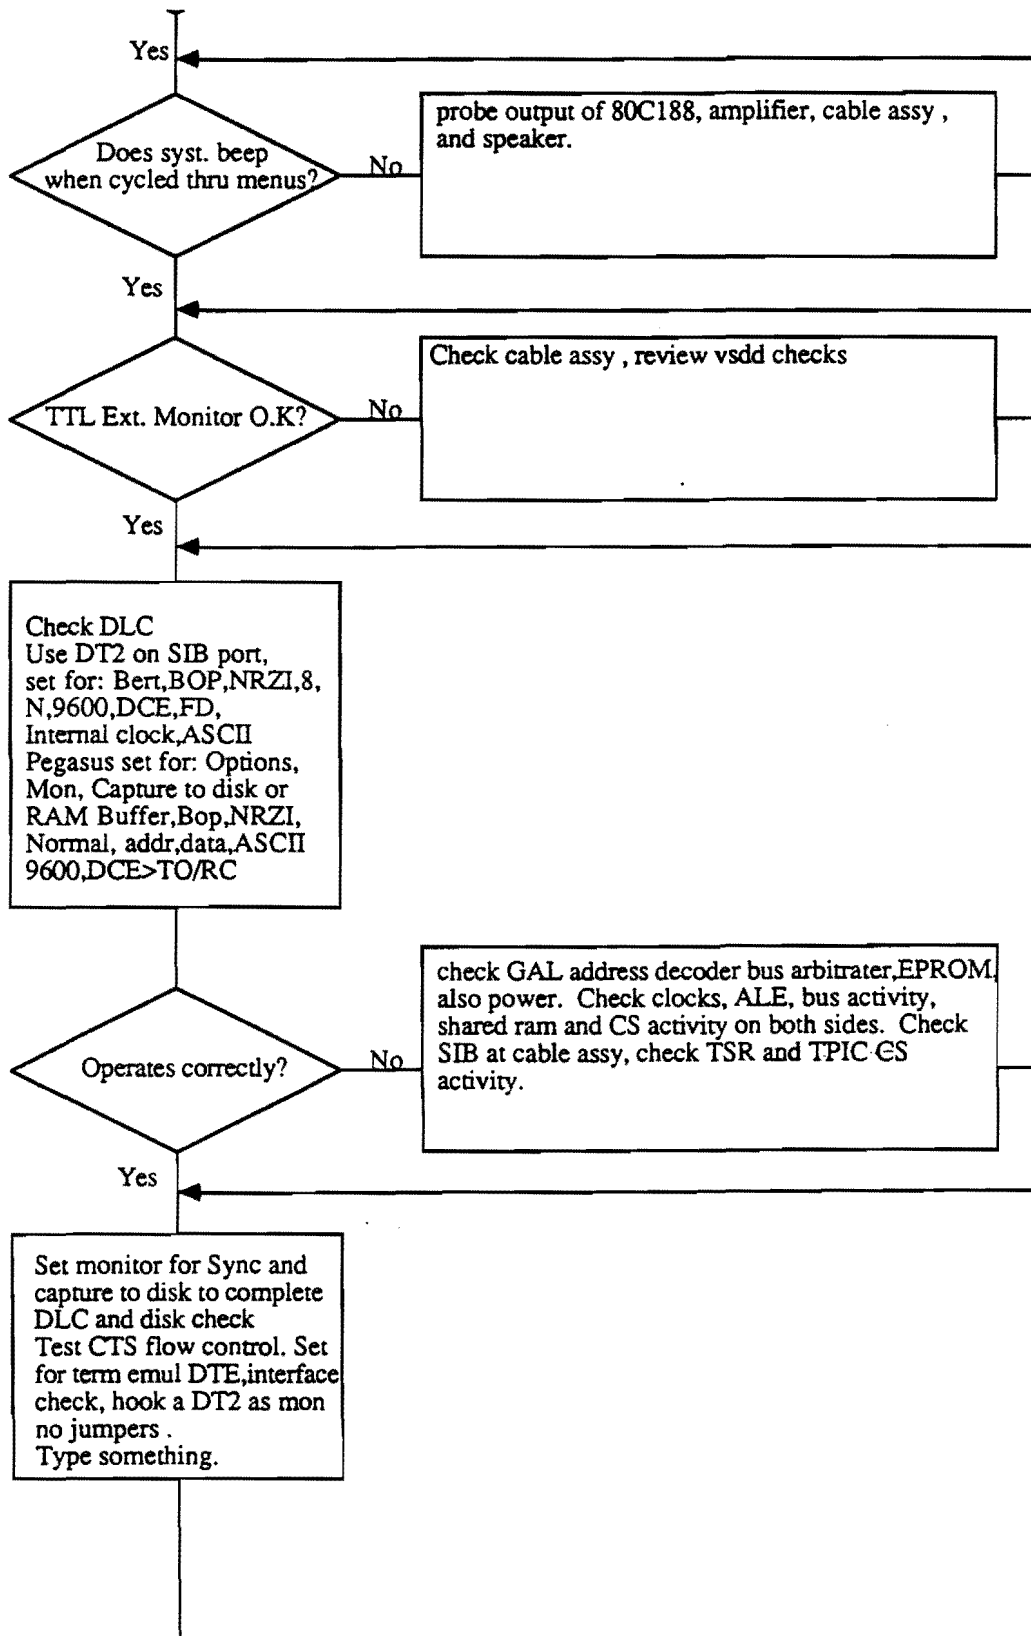 Yes
Does syst. beep
when cycled thru menus?
No
probe output of 80C188, amplifier, cable assy ,
and speaker.
Yes
TTL Ext. Monitor O.K?
No
Check cable assy , review vsdd checks
Yes
Check DLC
Use DT2 on SIB port,
set for: Bert,BOP,NRZI,8,
N,9600,DCE,FD,
Internal clock,ASCII
Pegasus set for: Options,
Mon, Capture to disk or
RAM Buffer,Bop,NRZI,
Normal, addr,data,ASCII
9600,DCE>TO/RC
Operates correctly?
No
check GAL address decoder bus arbitrater,EPROM,
also power. Check clocks, ALE, bus activity,
shared ram and CS activity on both sides. Check
SIB at cable assy, check TSR and TPIC CS
activity.
Yes
Set monitor for Sync and
capture to disk to complete
DLC and disk check
Test CTS flow control. Set
for term emul DTE,interface
check, hook a DT2 as mon
no jumpers .
Type something.